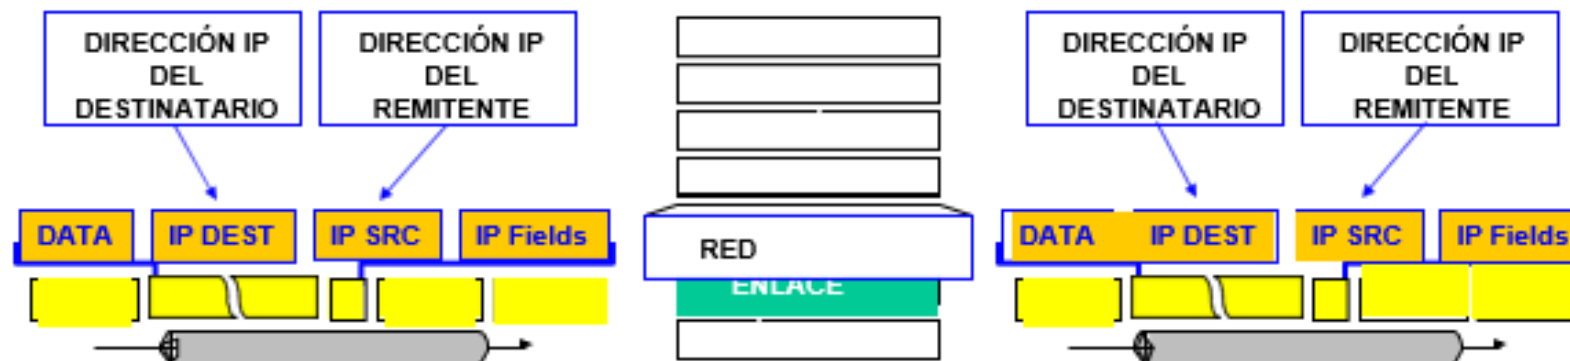 DIRECCIÓN IP
DEL
DESTINATARIO
DIRECCIÓN IP
DEL
REMITENTE
DIRECCIÓN IP
DEL
DESTINATARIO
DIRECCIÓN IP
DEL
REMITENTE
DATA IP DEST IP SRC IP Fields
RED
ENLACE
DATA IP DEST IP SRC IP Fields